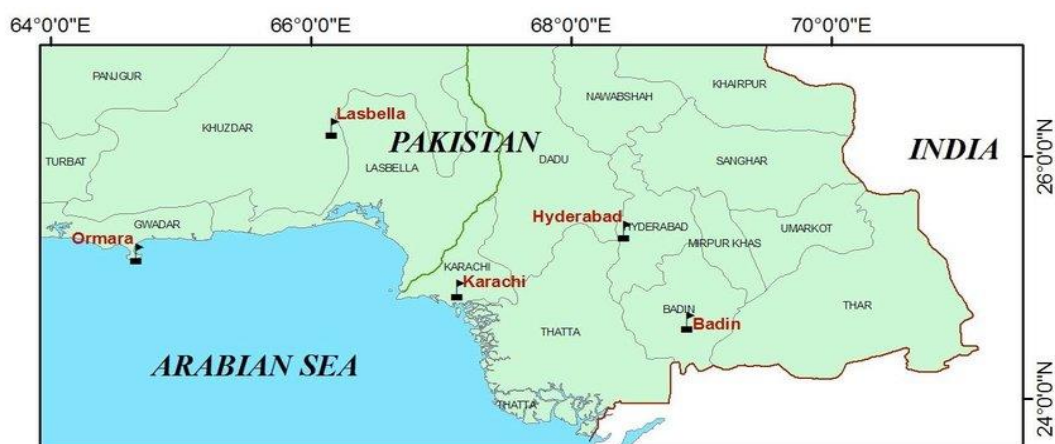 64°0'0"E
66°0'0"E
68°0'0"E
70°0'0"E
PANJGUR
KHAIRPUR
NAWABSHAH
Lasbella
KHUZDAR
PAKISTAN
INDIA
26°0'0"N
TURBAT
LASBELLA
DADU
SANGHAR
GWADAR
Hyderabad
HYDERABAD
UMARKOT
Ormara
MIRPUR KHAS
KARACHI
Karachi
BADIN
THAR
Badin
THATTA
ARABIAN SEA
THATTA
24°0'0"N